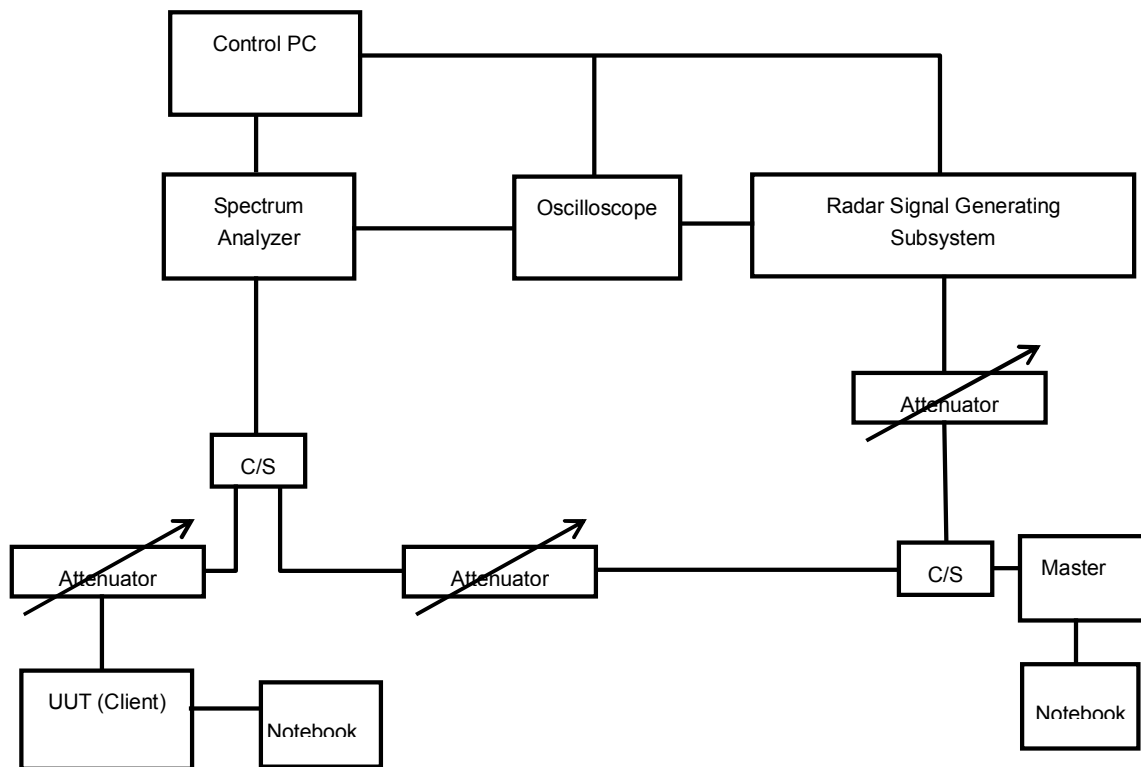 Control PC
Spectrum
Analyzer
Oscilloscope
Radar Signal Generating
Subsystem
Attenuator
C/S
Attenuator
Attenuator
C/S
Master
UUT (Client)
Notebook
Notebook